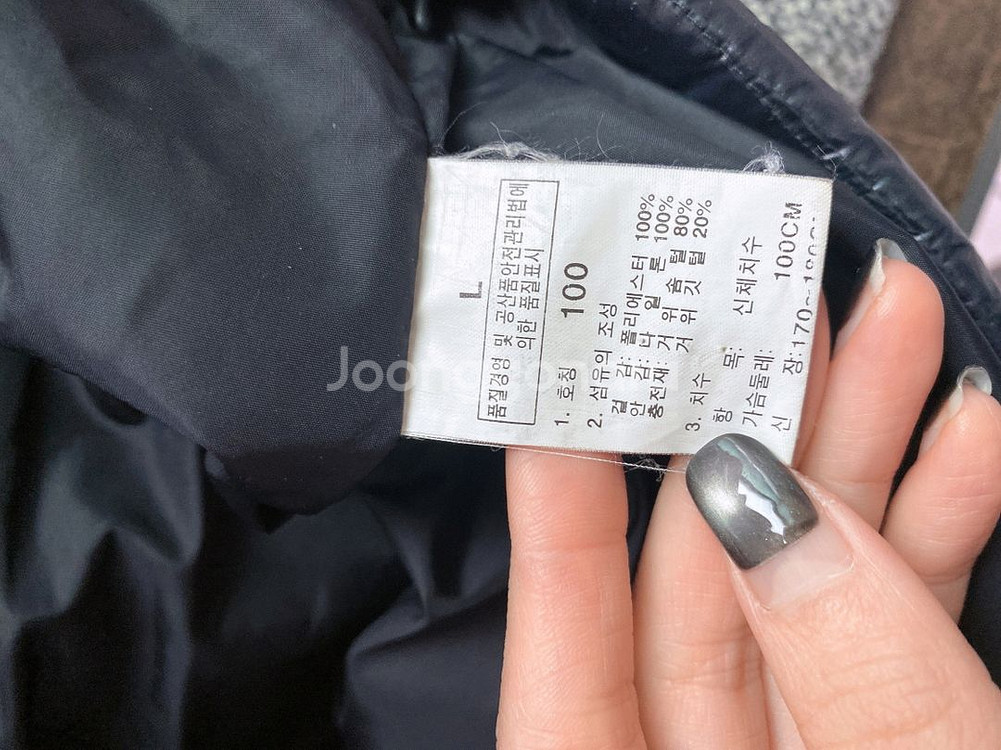 L
품질경영 및 공산품안전관리법에
의한 품질표시
1. 호칭 100
2. 섬유의 조성
겉 감: 폴리에스터 100%
안 감: 나 일 론 100%
충전재: 거 위 솜 털 80%
거 위 깃 털 20%
3. 치수
항 목: 신체치수
가슴둘레: 100CM
신 장: 170~180